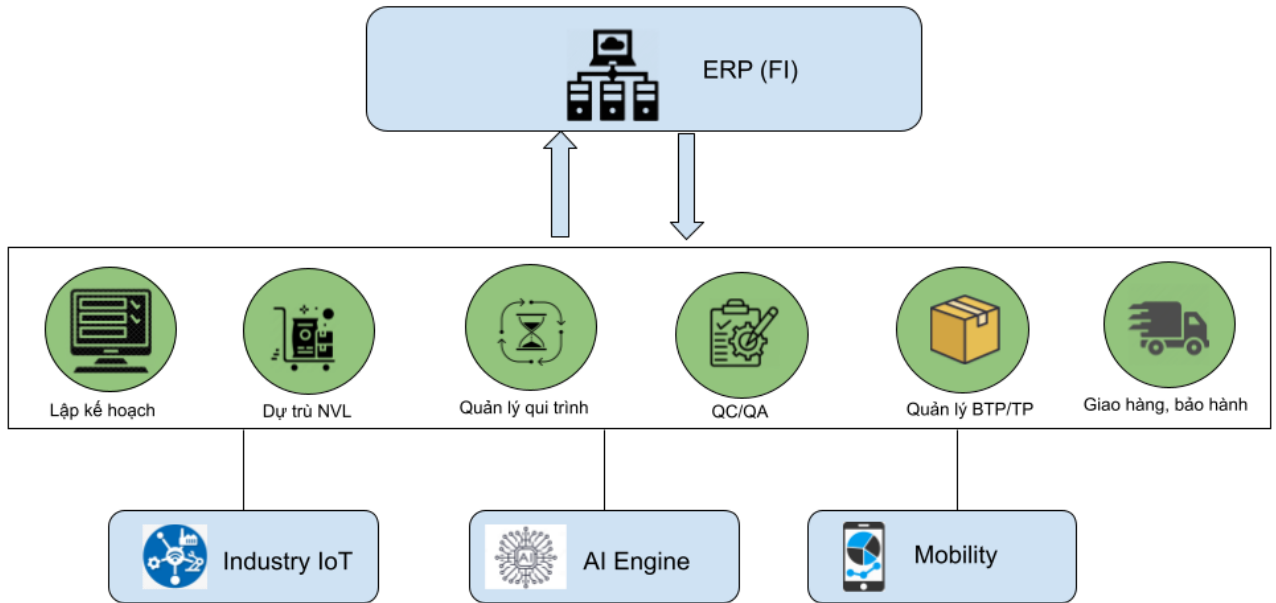 ERP (FI)
Lập kế hoạch
Dự trù NVL
Quản lý qui trình
QC/QA
Quản lý BTP/TP
Giao hàng, bảo hành
Industry IoT
AI
AI Engine
Mobility